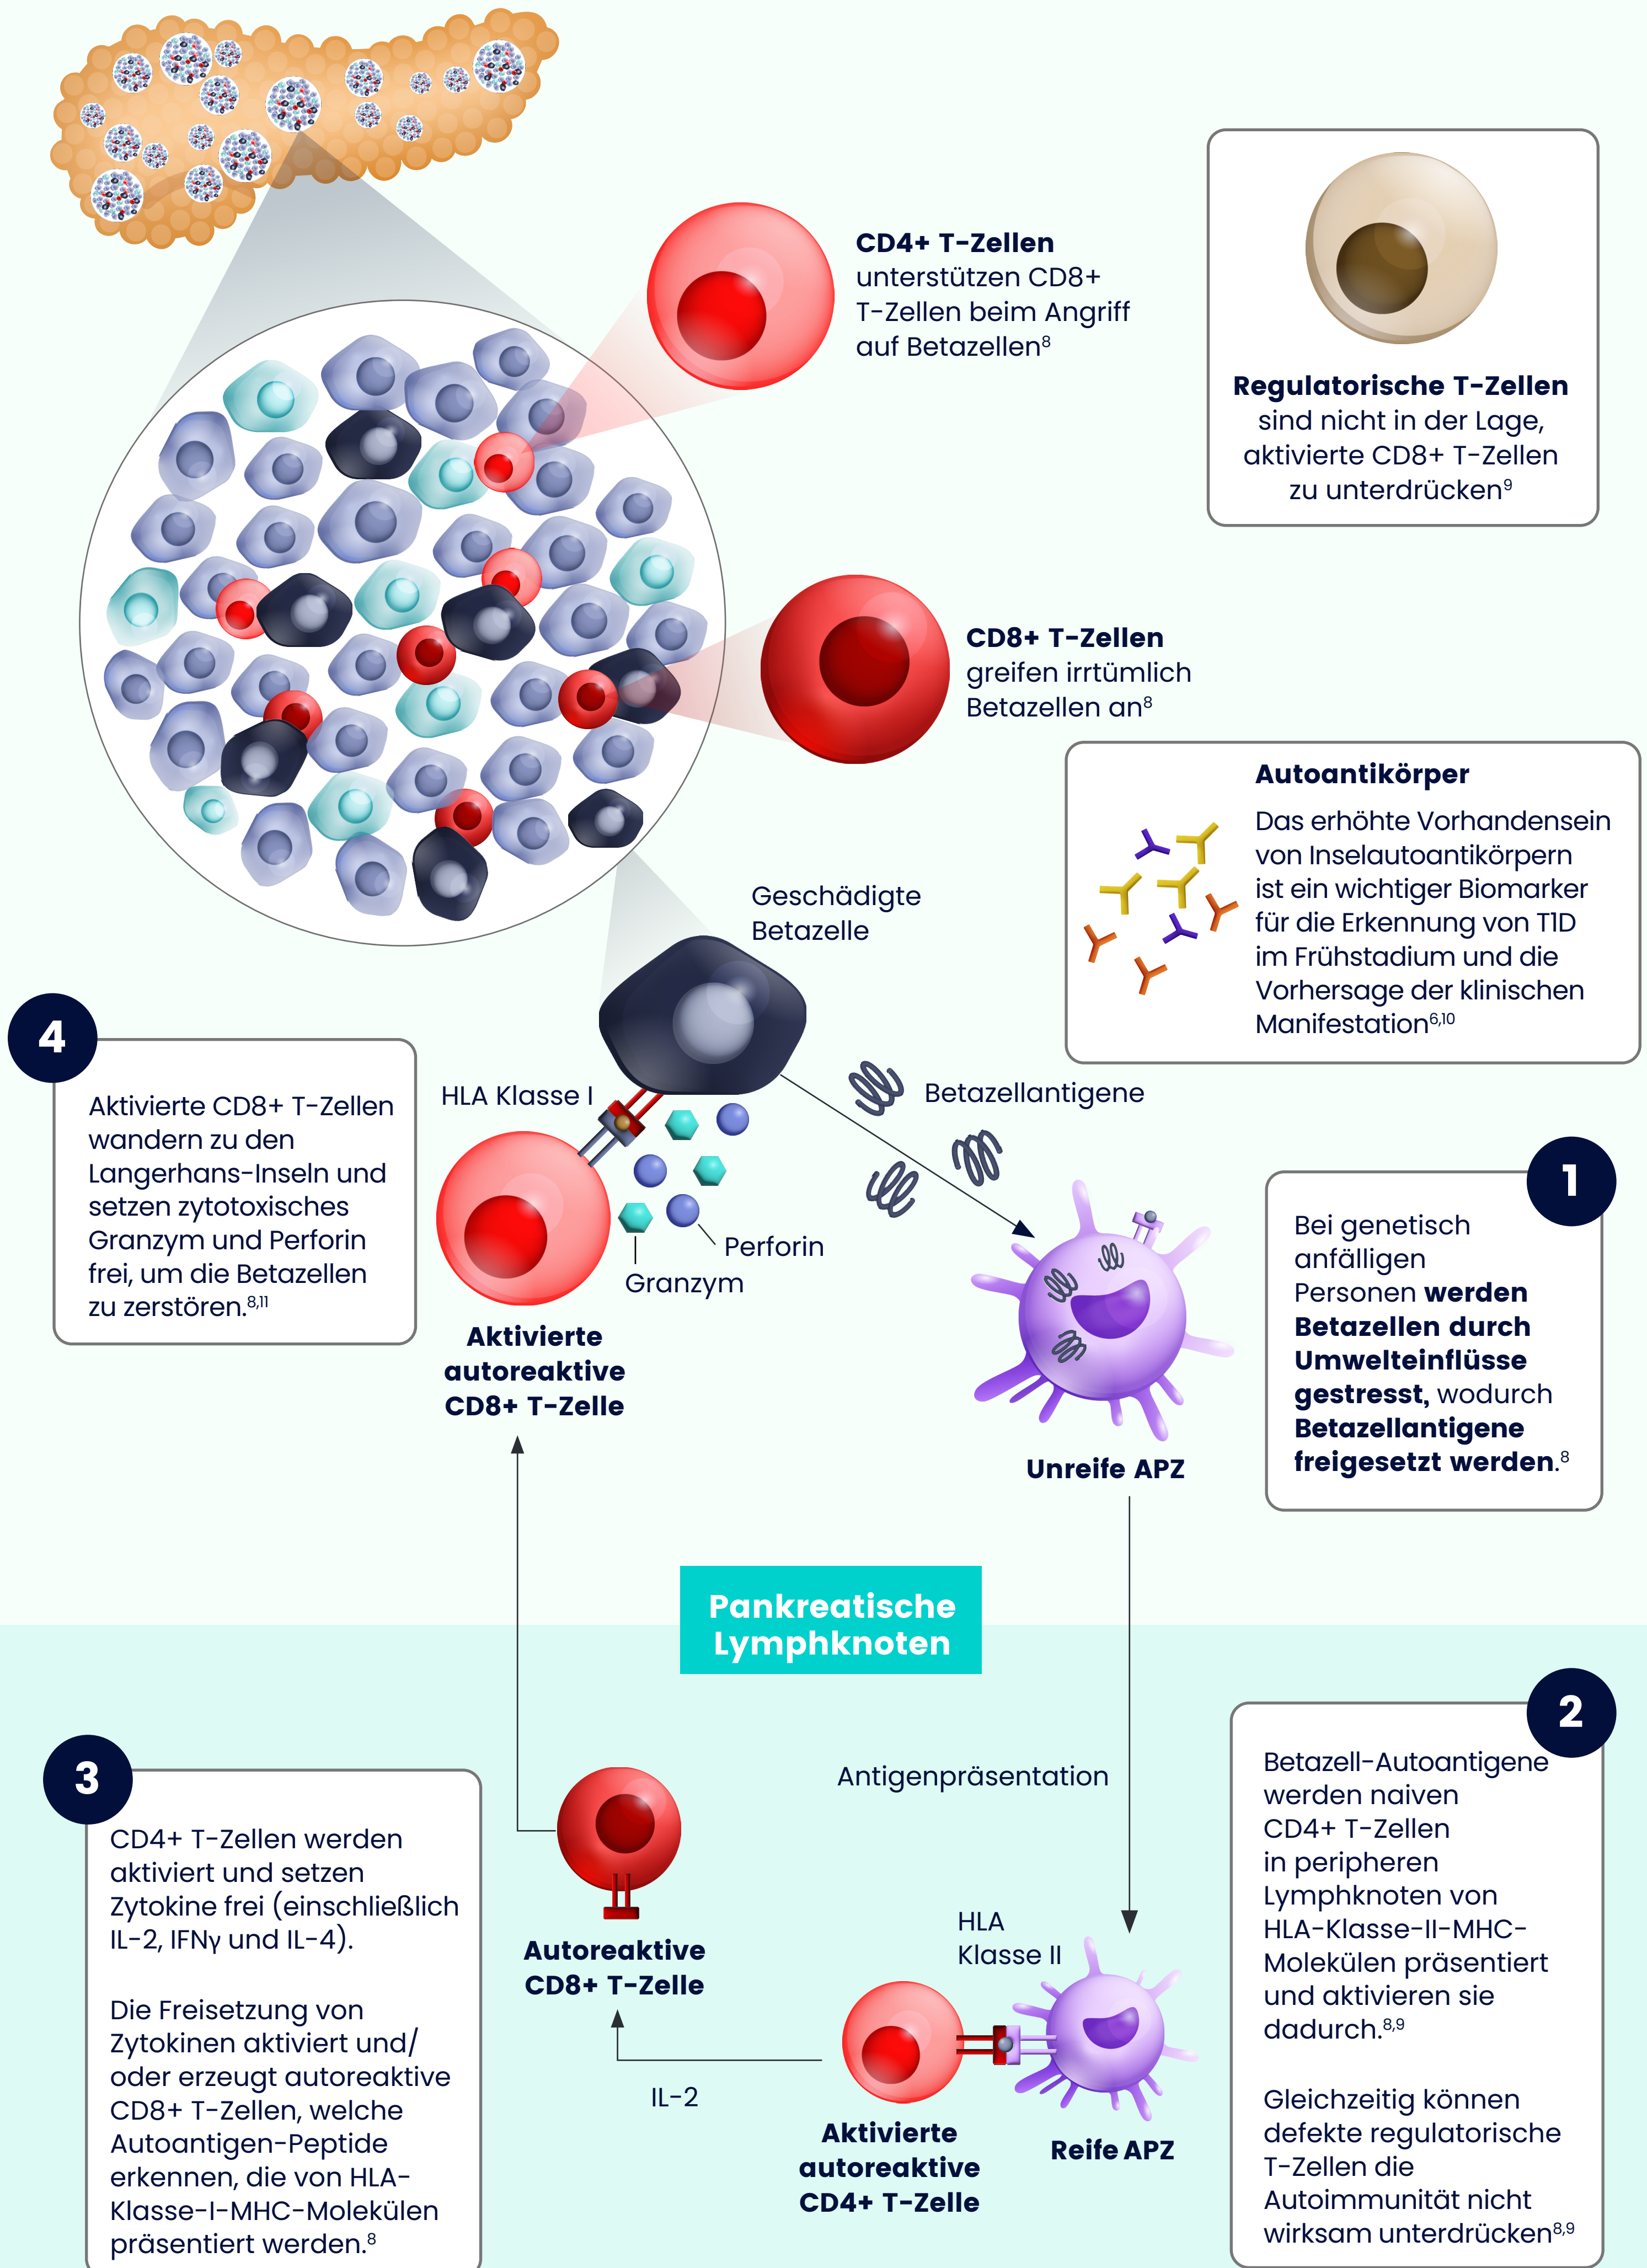 CD4+ T-Zellen
unterstützen CD8+
T-Zellen beim Angriff
auf Betazellen⁸
Regulatorische T-Zellen
sind nicht in der Lage,
aktivierte CD8+ T-Zellen
zu unterdrücken⁹
CD8+ T-Zellen
greifen irrtümlich
Betazellen an⁸
Autoantikörper
Das erhöhte Vorhandensein
von Inselautoantikörpern
ist ein wichtiger Biomarker
für die Erkennung von T1D
im Frühstadium und die
Vorhersage der klinischen
Manifestation⁶,¹⁰
Geschädigte
Betazelle
4
Aktivierte CD8+ T-Zellen
wandern zu den
Langerhans-Inseln und
setzen zytotoxisches
Granzym und Perforin
frei, um die Betazellen
zu zerstören.⁸,¹¹
HLA Klasse I
Betazellantigene
Perforin
Granzym
Aktivierte
autoreaktive
CD8+ T-Zelle
1
Bei genetisch
anfälligen
Personen werden
Betazellen durch
Umwelteinflüsse
gestresst, wodurch
Betazellantigene
freigesetzt werden.⁸
Unreife APZ
Pankreatische
Lymphknoten
2
Betazell-Autoantigene
werden naiven
CD4+ T-Zellen
in peripheren
Lymphknoten von
HLA-Klasse-II-MHC-
Molekülen präsentiert
und aktivieren sie
dadurch.⁸,⁹
Gleichzeitig können
defekte regulatorische
T-Zellen die
Autoimmunität nicht
wirksam unterdrücken⁸,⁹
Antigenpräsentation
3
CD4+ T-Zellen werden
aktiviert und setzen
Zytokine frei (einschließlich
IL-2, IFNγ und IL-4).
Die Freisetzung von
Zytokinen aktiviert und/
oder erzeugt autoreaktive
CD8+ T-Zellen, welche
Autoantigen-Peptide
erkennen, die von HLA-
Klasse-I-MHC-Molekülen
präsentiert werden.⁸
Autoreaktive
CD8+ T-Zelle
HLA
Klasse II
IL-2
Aktivierte
autoreaktive
CD4+ T-Zelle
Reife APZ